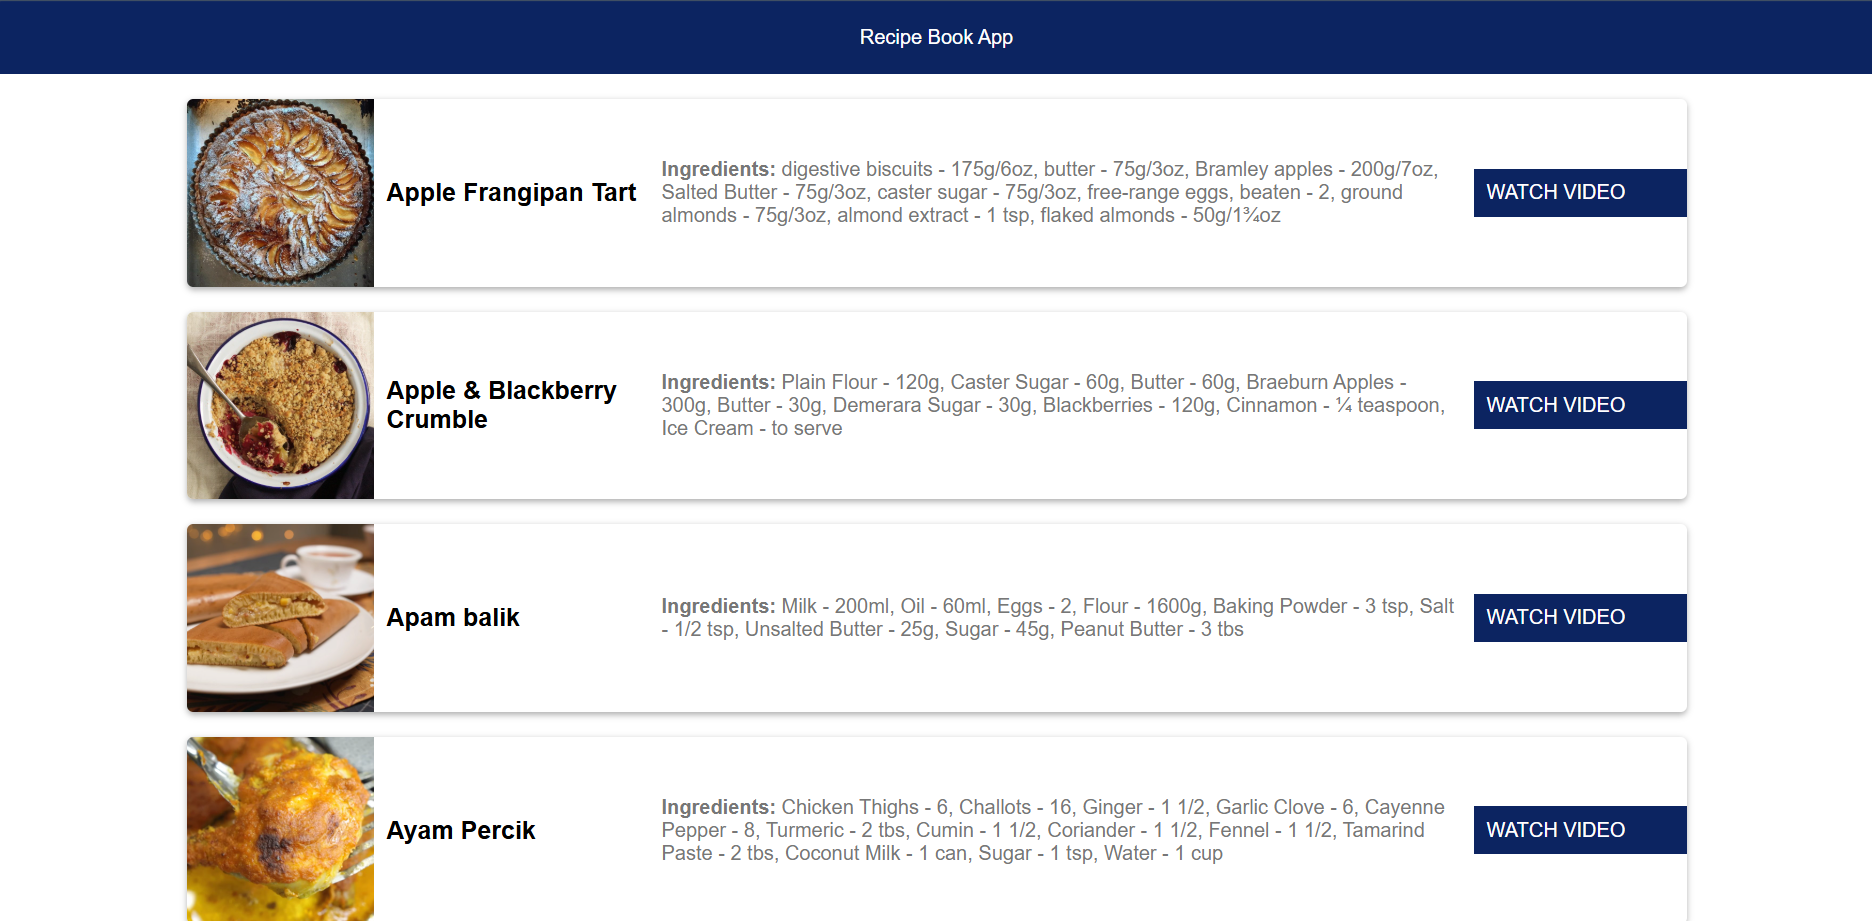 Recipe Book App
Apple Frangipan Tart
Ingredients: digestive biscuits - 175g/6oz, butter - 75g/3oz, Bramley apples - 200g/7oz,
Salted Butter - 75g/3oz, caster sugar - 75g/3oz, free-range eggs, beaten - 2, ground
almonds - 75g/3oz, almond extract - 1 tsp, flaked almonds - 50g/1¾oz
WATCH VIDEO
Apple & Blackberry
Crumble
Ingredients: Plain Flour - 120g, Caster Sugar - 60g, Butter - 60g, Braeburn Apples -
300g, Butter - 30g, Demerara Sugar - 30g, Blackberries - 120g, Cinnamon - ¼ teaspoon,
Ice Cream - to serve
WATCH VIDEO
Apam balik
Ingredients: Milk - 200ml, Oil - 60ml, Eggs - 2, Flour - 1600g, Baking Powder - 3 tsp, Salt
- 1/2 tsp, Unsalted Butter - 25g, Sugar - 45g, Peanut Butter - 3 tbs
WATCH VIDEO
Ayam Percik
Ingredients: Chicken Thighs - 6, Challots - 16, Ginger - 1 1/2, Garlic Clove - 6, Cayenne
Pepper - 8, Turmeric - 2 tbs, Cumin - 1 1/2, Coriander - 1 1/2, Fennel - 1 1/2, Tamarind
Paste - 2 tbs, Coconut Milk - 1 can, Sugar - 1 tsp, Water - 1 cup
WATCH VIDEO